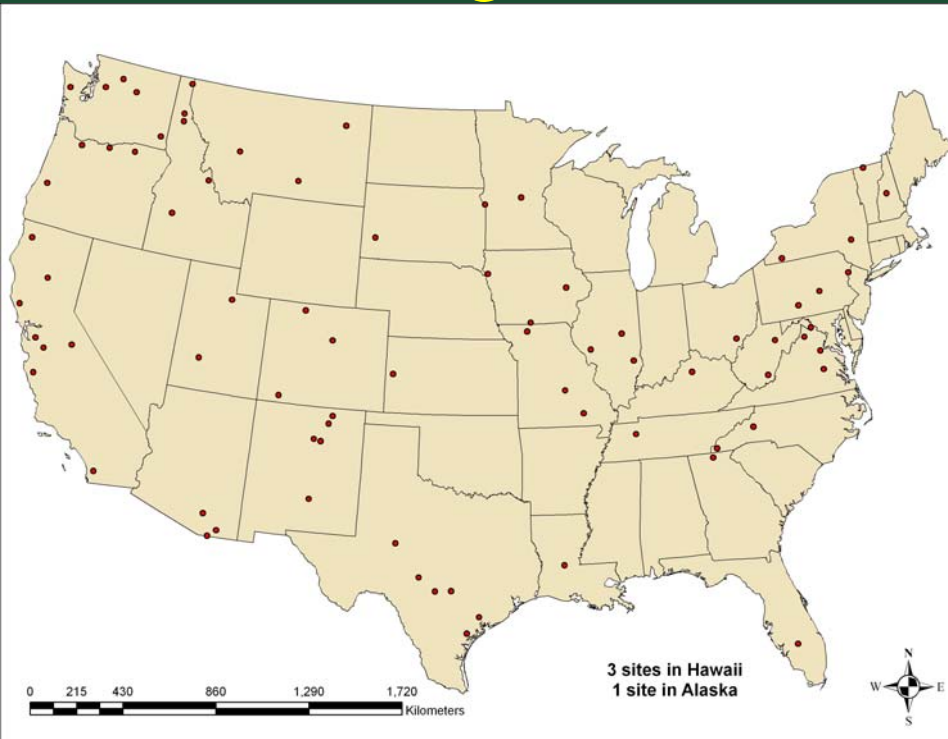 3 sites in Hawaii
1 site in Alaska
0 215 430 860 1,290 1,720
Kilometers
N
W E
S